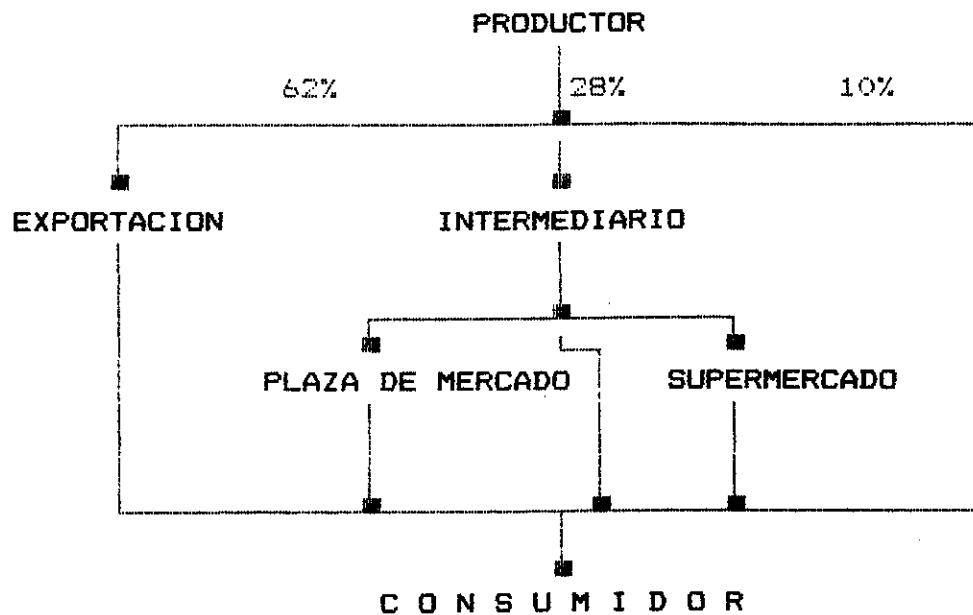 PRODUCTOR
62% 28% 10%
EXPORTACION INTERMEDIARIO
PLAZA DE MERCADO SUPERMERCADO
C O N S U M I D O R